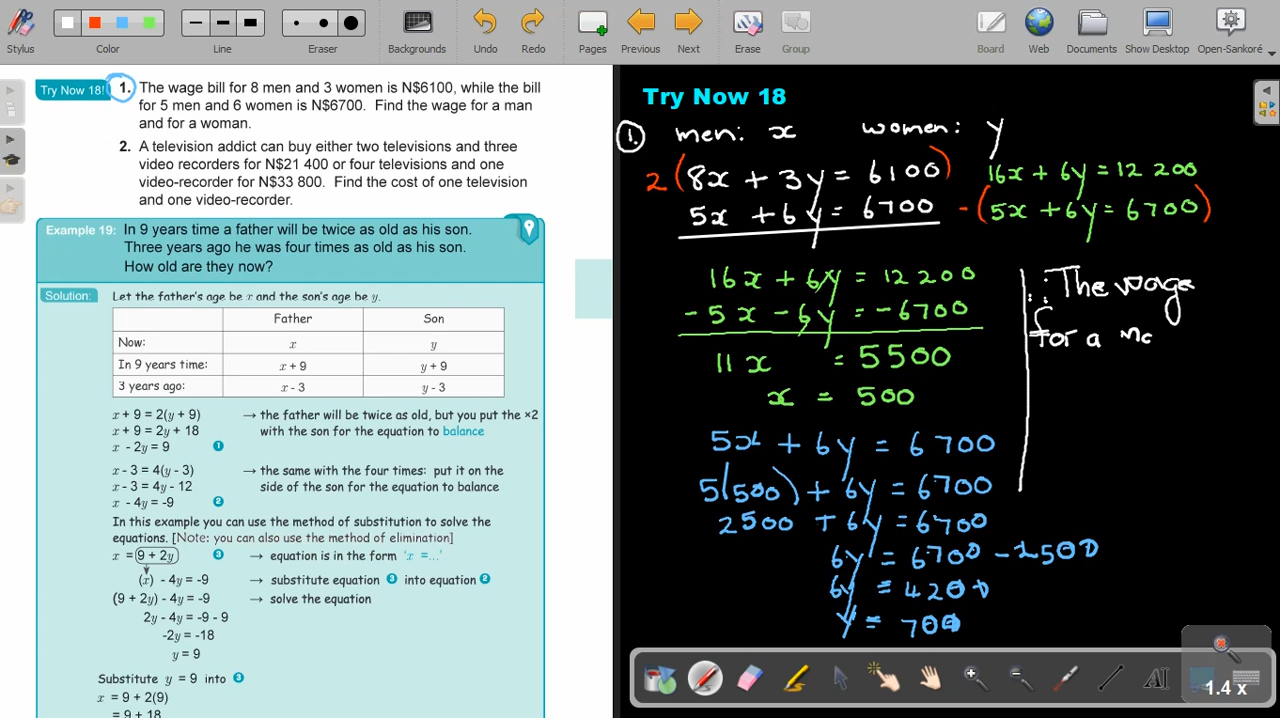 Stylus
Color
Line
Eraser
Backgrounds
Undo
Redo
Pages
Previous
Next
Erase
Group
Board
Web
Documents
Show Desktop
Open-Sankoré
Try Now 18! 1. The wage bill for 8 men and 3 women is N$6100, while the bill
for 5 men and 6 women is N$6700. Find the wage for a man
and for a woman.
2. A television addict can buy either two televisions and three
video recorders for N$21 400 or four televisions and one
video-recorder for N$33 800. Find the cost of one television
and one video-recorder.
Example 19: In 9 years time a father will be twice as old as his son.
Three years ago he was four times as old as his son.
How old are they now?
Solution: Let the father's age be x and the son's age be y.
Father Son
Now: x y
In 9 years time: x + 9 y + 9
3 years ago: x - 3 y - 3
x + 9 = 2(y + 9) → the father will be twice as old, but you put the ×2
x + 9 = 2y + 18 with the son for the equation to balance
x - 2y = 9 1
x - 3 = 4(y - 3) → the same with the four times: put it on the
x - 3 = 4y - 12 side of the son for the equation to balance
x - 4y = -9 2
In this example you can use the method of substitution to solve the
equations. [Note: you can also use the method of elimination]
x = 9 + 2y 3 → equation is in the form 'x =...'
(x) - 4y = -9 → substitute equation 3 into equation 2
(9 + 2y) - 4y = -9 → solve the equation
2y - 4y = -9 - 9
-2y = -18
y = 9
Substitute y = 9 into 3
x = 9 + 2(9)
= 9 + 18
Try Now 18
1. men: x women: y
2(8x + 3y = 6100)
5x + 6y = 6700
16x + 6y = 12 200
-(5x + 6y = 6700)
16x + 6y = 12 200
-5x - 6y = -6700
11x = 5500
x = 500
5x + 6y = 6700
5(500) + 6y = 6700
2500 + 6y = 6700
6y = 6700 - 2500
6y = 4200
y = 700
∴ The wage
for a ma
1.4 x